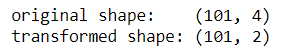 original shape:    (101, 4)
transformed shape: (101, 2)